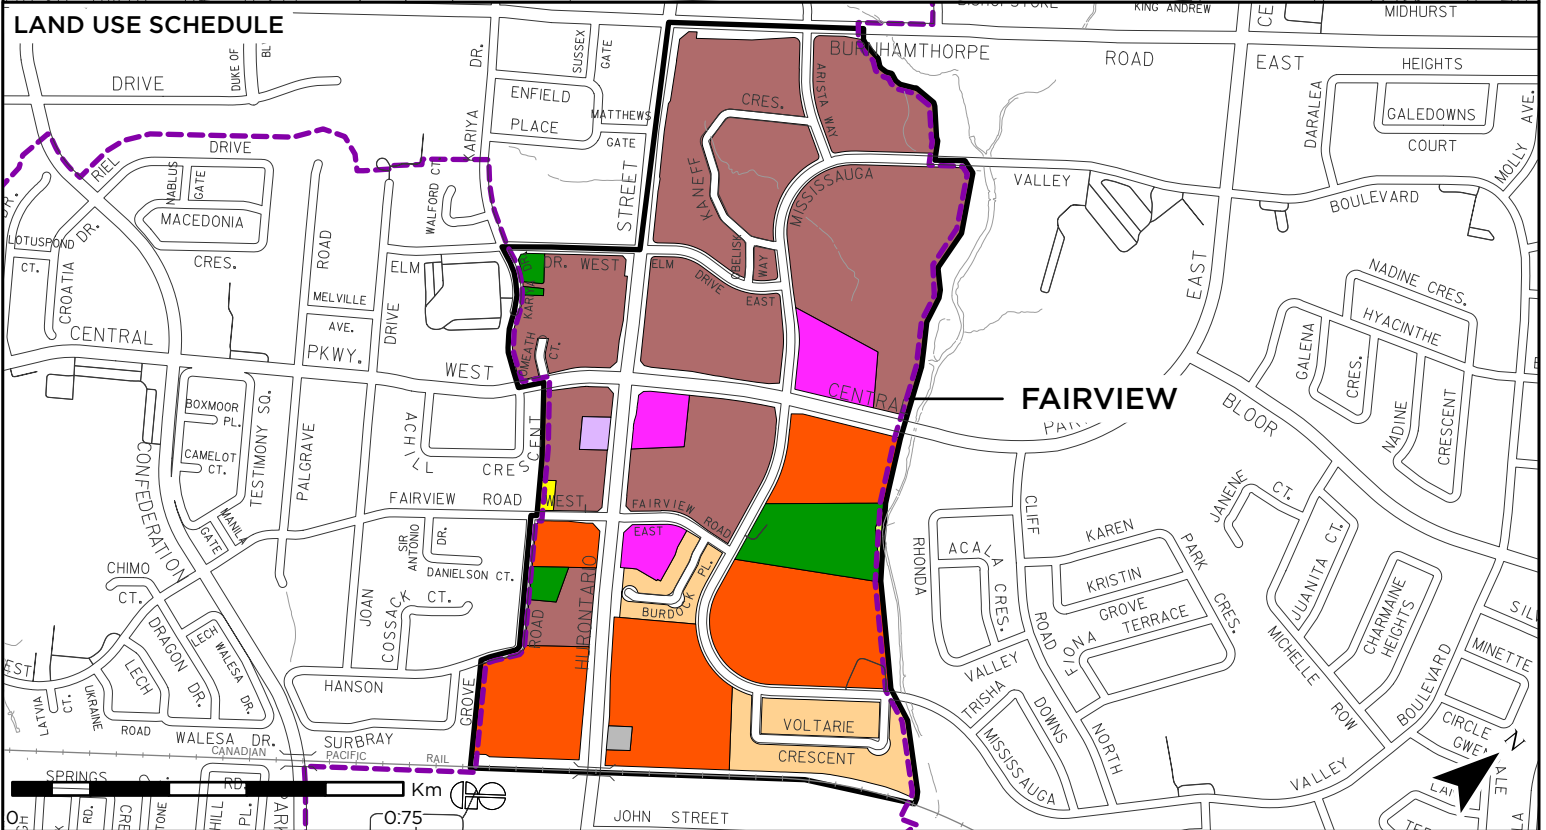 LAND USE SCHEDULE
KING ANDREW
MIDHURST
DRIVE
DUKE OF
DR.
SUSSEX
GATE
ENFIELD
PLACE
MATTHEWS
GATE
KARIYA
STREET
BURNHAMTHORPE
ROAD
EAST
HEIGHTS
DARALEA
GALEDOWNS
COURT
AVE.
MOLLY
CRES.
ARISTA WAY
KANEFF
MISSISSAUGA
VALLEY
BOULEVARD
DRIVE
RIEL
NABLUS
GATE
MACEDONIA
CRES.
WALFORD CT.
DR.
LOTUSPOND
CT.
CROATIA
DR.
ROAD
ELM
DR. WEST
ELM
DRIVE
EAST
OBELISK
WAY
KARIYA DR.
EAST
NADINE CRES.
HYACINTHE
GALENA
CRES.
NADINE
CRESCENT
MELVILLE
AVE.
PKWY.
DRIVE
CENTRAL
WEST
CT.
CENTRAL
FAIRVIEW
BLOOR
BOXMOOR
PL.
CAMELOT
CT.
TESTIMONY SQ.
PALGRAVE
CRESCENT
CONFEDERATION
MANILA
GATE
FAIRVIEW
ROAD
WEST
FAIRVIEW
ROAD
EAST
SIR
ANTONIO
DR.
DANIELSON CT.
CHIMO
CT.
JOAN
COSSACK
CT.
HURONTARIO
ROAD
BURDOCK
PL.
RHONDA
ACALA
CRES.
CLIFF
ROAD
KAREN
PARK
CRES.
KRISTIN
GROVE
TERRACE
FIONA
JANENE
CT.
JUANITA CT.
CHARMAINE
HEIGHTS
MINETTE
MICHELLE
ROW
BOULEVARD
CIRCLE
DRAGON DR.
LECH
WALESA DR.
LECH
LATVIA
CT.
UKRAINE
ROAD
WALESA DR.
HANSON
GROVE
SURBRAY
CANADIAN
PACIFIC
RAIL
VOLTARIE
CRESCENT
VALLEY
TRISHA
DOWNS
NORTH
MISSISSAUGA
VALLEY
N
SPRINGS
RD.
RD.
HILL
PL.
Km
0
0.75
JOHN STREET